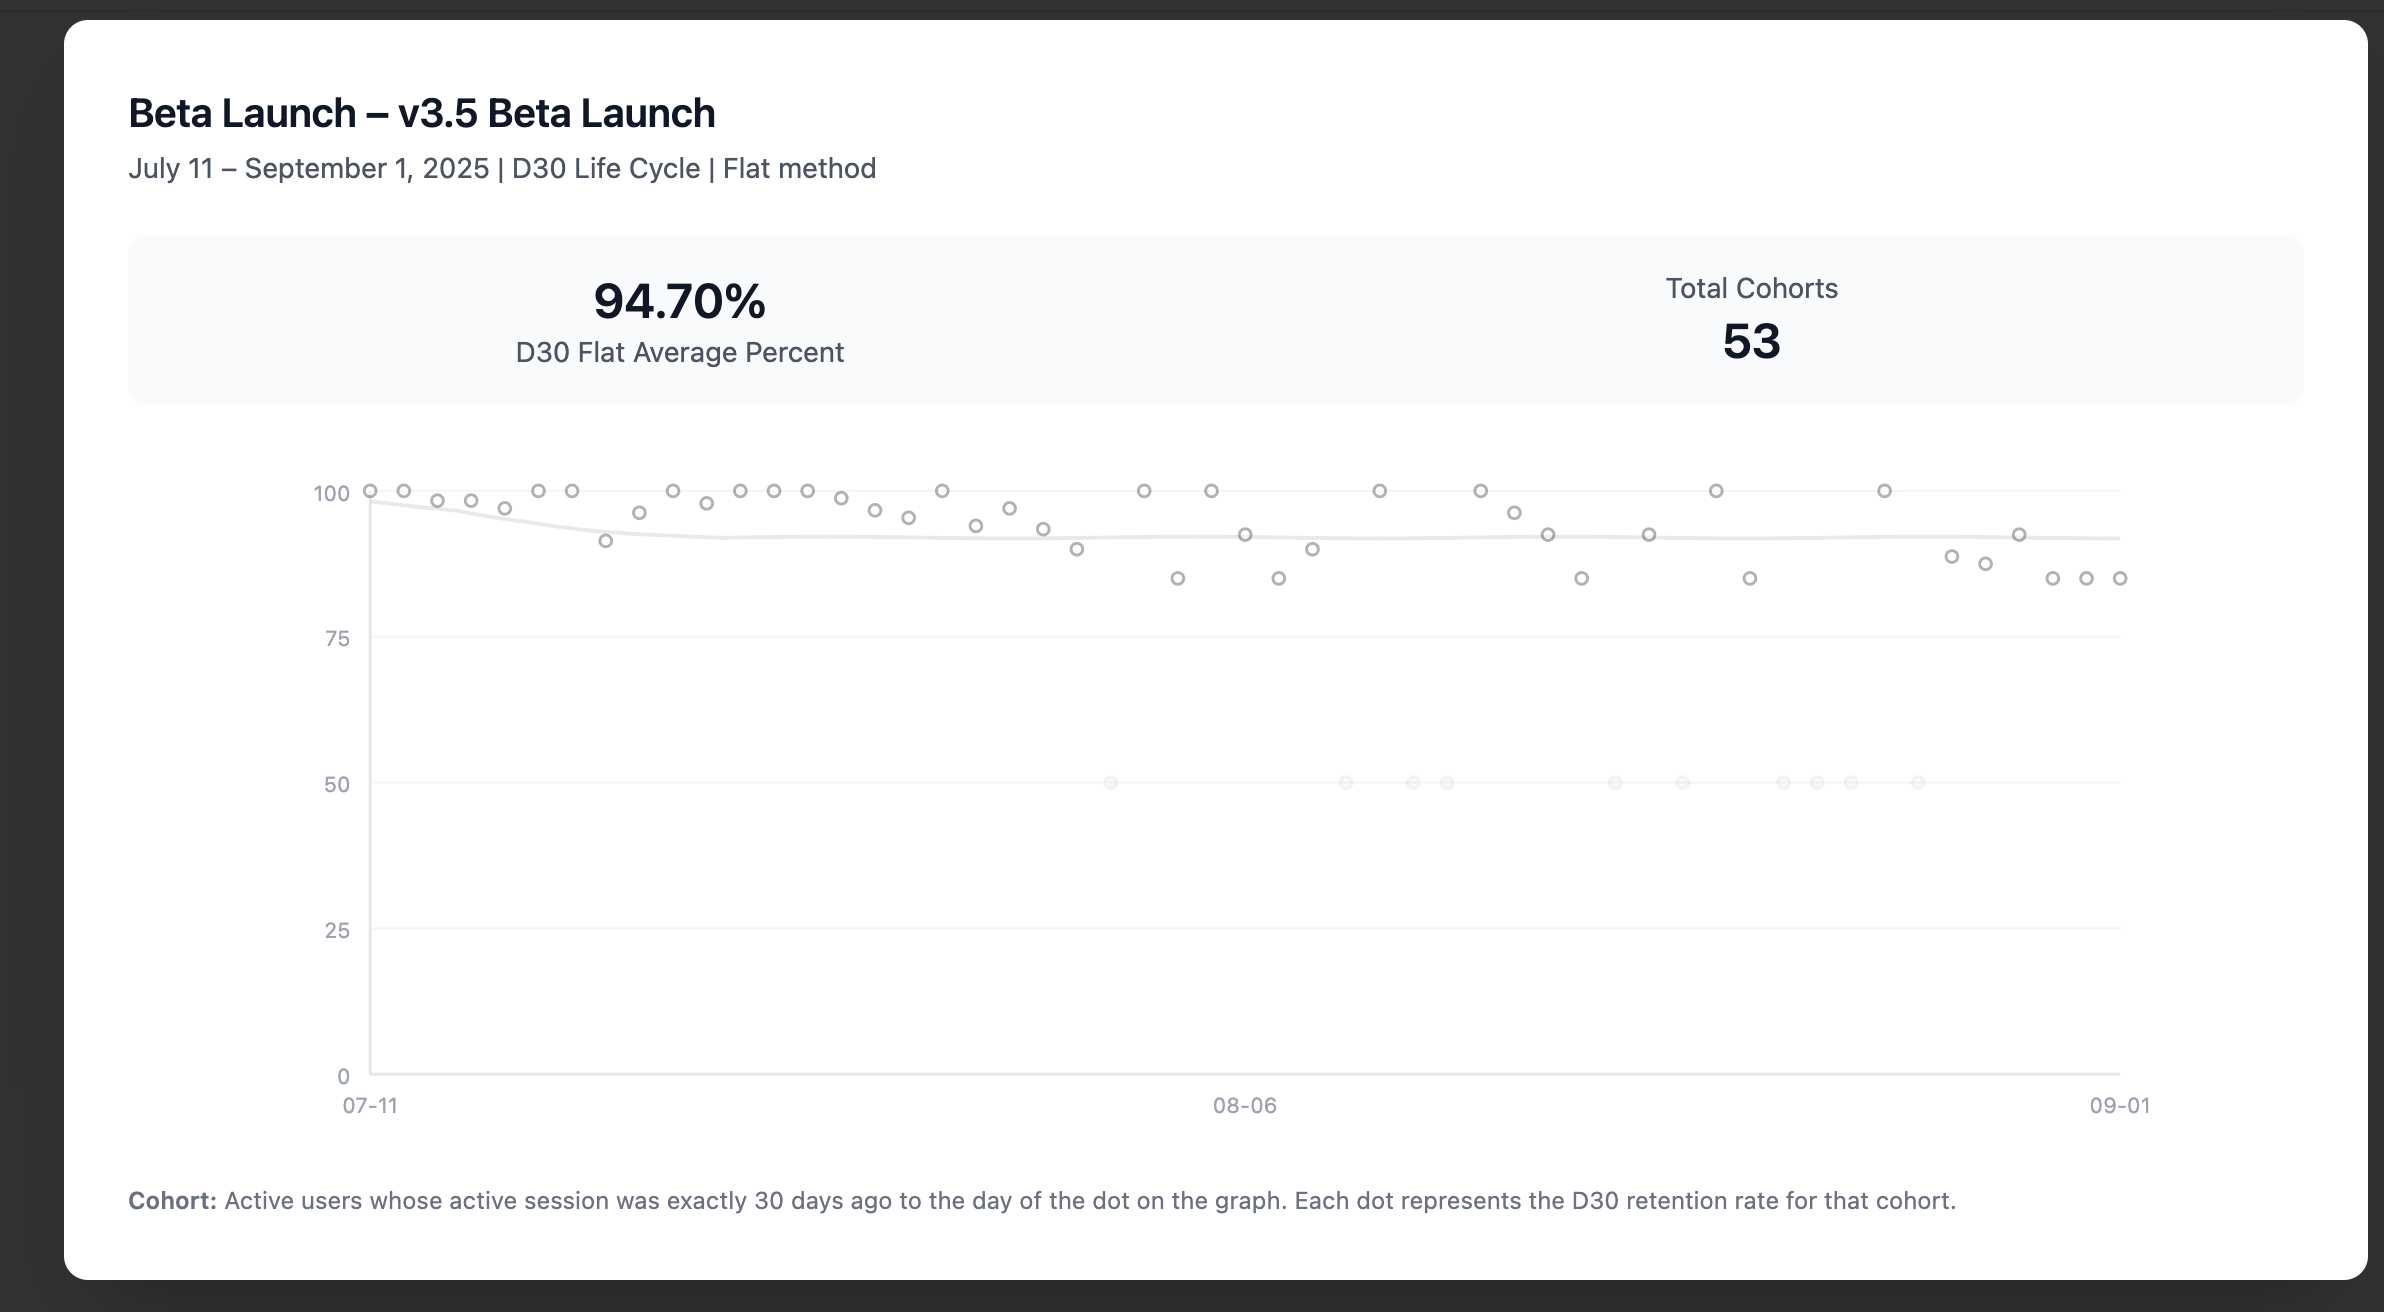 Beta Launch – v3.5 Beta Launch
July 11 – September 1, 2025 | D30 Life Cycle | Flat method
94.70%
D30 Flat Average Percent
Total Cohorts
53
100
75
50
25
0
07-11
08-06
09-01
Cohort: Active users whose active session was exactly 30 days ago to the day of the dot on the graph. Each dot represents the D30 retention rate for that cohort.